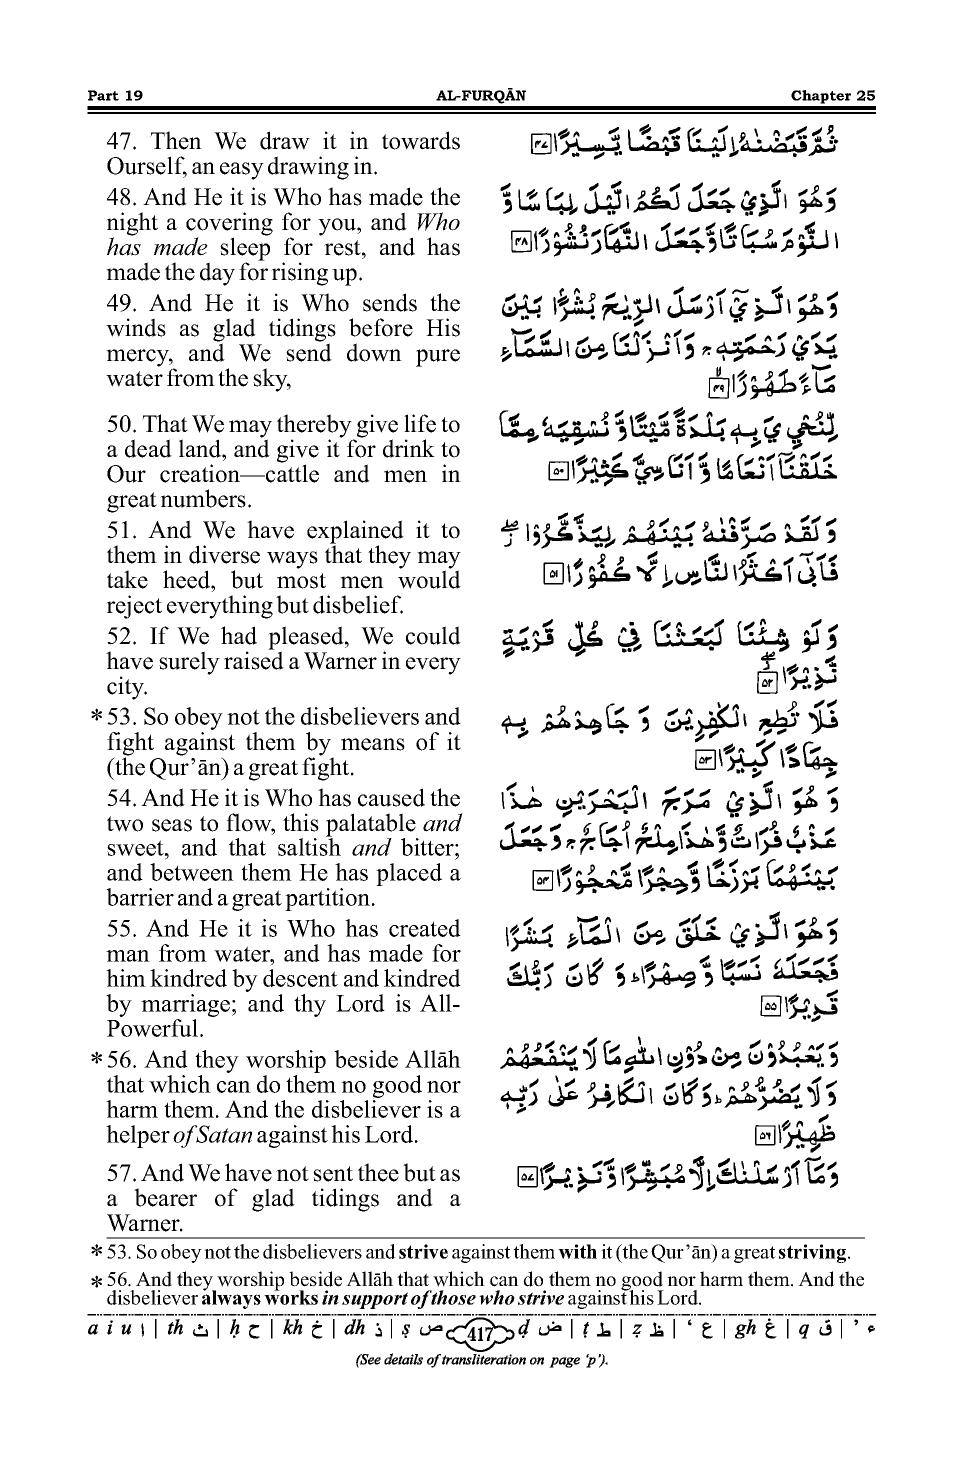 Part 19 AL-FURQĀN Chapter 25
47. Then We draw it in towards
Ourself, an easy drawing in.
ثُمَّ قَبَضْنٰهُ اِلَيْنَا قَبْضًا يَّسِيْرًا ﴿۴۷﴾
48. And He it is Who has made the
night a covering for you, and Who
has made sleep for rest, and has
made the day for rising up.
وَهُوَ الَّذِيْ جَعَلَ لَكُمُ الَّيْلَ لِبَاسًا وَّ
النَّوْمَ سُبَاتًا وَّجَعَلَ النَّهَارَ نُشُوْرًا ﴿۴۸﴾
49. And He it is Who sends the
winds as glad tidings before His
mercy, and We send down pure
water from the sky,
وَهُوَ الَّذِيْٓ اَرْسَلَ الرِّيٰحَ بُشْرًۢا بَيْنَ
يَدَيْ رَحْمَتِهٖ ۚ وَاَنْزَلْنَا مِنَ السَّمَآءِ
مَآءً طَهُوْرًا ﴿۴۹﴾
50. That We may thereby give life to
a dead land, and give it for drink to
Our creation—cattle and men in
great numbers.
لِّنُحْيِ‍يَ بِهٖ بَلْدَةً مَّيْتًا وَّ نُسْقِيَهٗ مِمَّا
خَلَقْنَآ اَنْعَامًا وَّ اَنَاسِيَّ كَثِيْرًا ﴿۵۰﴾
51. And We have explained it to
them in diverse ways that they may
take heed, but most men would
reject everything but disbelief.
وَ لَقَدْ صَرَّفْنٰهُ بَيْنَهُمْ لِيَذَّكَّرُوْا ۖ
فَاَبٰٓى اَكْثَرُ النَّاسِ اِلَّا كُفُوْرًا ﴿۵۱﴾
52. If We had pleased, We could
have surely raised a Warner in every
city.
وَ لَوْ شِئْنَا لَبَعَثْنَا فِيْ كُلِّ قَرْيَةٍ
نَّذِيْرًا ﴿۵۲﴾
* 53. So obey not the disbelievers and
fight against them by means of it
(the Qur’ān) a great fight.
فَلَا تُطِعِ الْكٰفِرِيْنَ وَ جَاهِدْهُمْ بِهٖ
جِهَادًا كَبِيْرًا ﴿۵۳﴾
54. And He it is Who has caused the
two seas to flow, this palatable and
sweet, and that saltish and bitter;
and between them He has placed a
barrier and a great partition.
وَ هُوَ الَّذِيْ مَرَجَ الْبَحْرَيْنِ هٰذَا
عَذْبٌ فُرَاتٌ وَّهٰذَا مِلْحٌ اُجَاجٌ ۚ وَجَعَلَ
بَيْنَهُمَا بَرْزَخًا وَّحِجْرًا مَّحْجُوْرًا ﴿۵۴﴾
55. And He it is Who has created
man from water, and has made for
him kindred by descent and kindred
by marriage; and thy Lord is All-
Powerful.
وَهُوَ الَّذِيْ خَلَقَ مِنَ الْمَآءِ بَشَرًا
فَجَعَلَهٗ نَسَبًا وَّ صِهْرًا ؕ وَ كَانَ رَبُّكَ
قَدِيْرًا ﴿۵۵﴾
* 56. And they worship beside Allāh
that which can do them no good nor
harm them. And the disbeliever is a
helper of Satan against his Lord.
وَ يَعْبُدُوْنَ مِنْ دُوْنِ اللّٰهِ مَا لَا يَنْفَعُهُمْ
وَ لَا يَضُرُّهُمْ ؕ وَ كَانَ الْكَافِرُ عَلٰى رَبِّهٖ
ظَهِيْرًا ﴿۵۶﴾
57. And We have not sent thee but as
a bearer of glad tidings and a
Warner.
وَمَآ اَرْسَلْنٰكَ اِلَّا مُبَشِّرًا وَّنَذِيْرًا ﴿۵۷﴾
* 53. So obey not the disbelievers and strive against them with it (the Qur’ān) a great striving.
* 56. And they worship beside Allāh that which can do them no good nor harm them. And the
disbeliever always works in support of those who strive against his Lord.
a i u ا | th ث | ḥ ح | kh خ | dh ذ | ṣ ص 417 ḍ ض | ṭ ط | ẓ ظ | ‘ ع | gh غ | q ق | ’ ء
(See details of transliteration on page ‘p’).